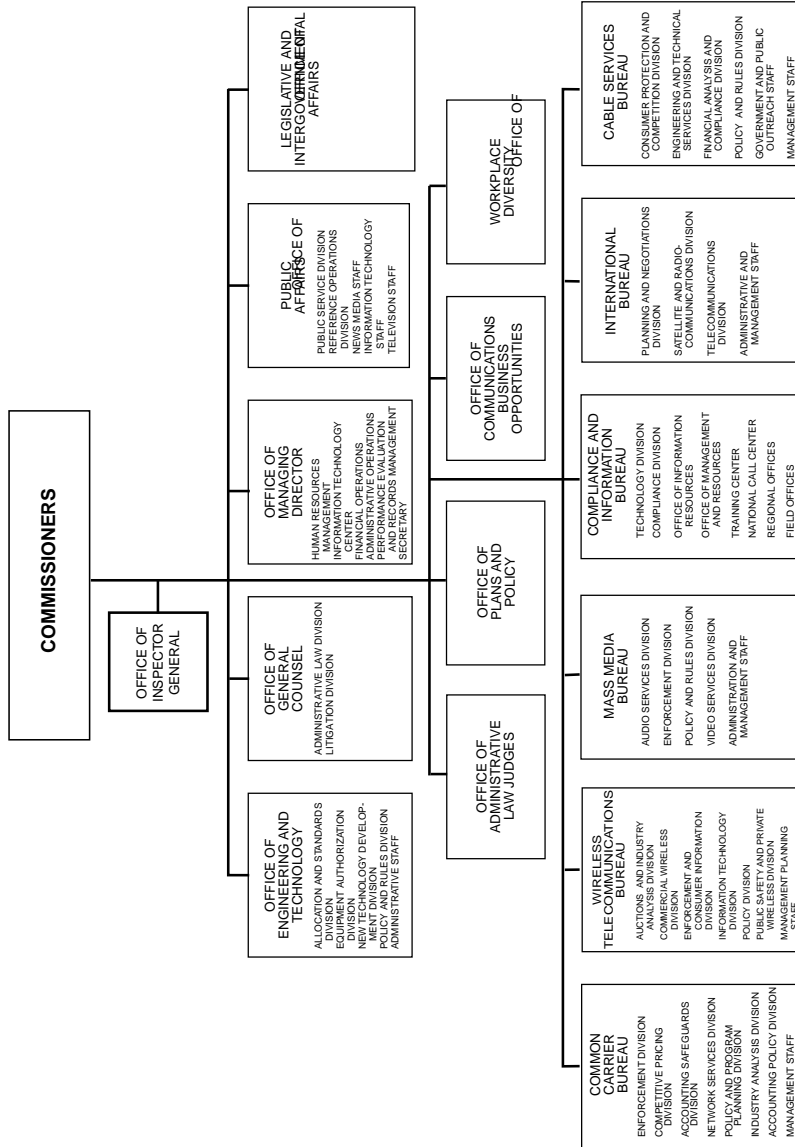 COMMISSIONERS
OFFICE OF
INSPECTOR
GENERAL
OFFICE OF
ENGINEERING AND
TECHNOLOGY
ALLOCATION AND STANDARDS
DIVISION
EQUIPMENT AUTHORIZATION
DIVISION
NEW TECHNOLOGY DEVELOP-
MENT DIVISION
POLICY AND RULES DIVISION
ADMINISTRATIVE STAFF
OFFICE OF
GENERAL
COUNSEL
ADMINISTRATIVE LAW DIVISION
LITIGATION DIVISION
OFFICE OF
MANAGING
DIRECTOR
HUMAN RESOURCES
MANAGEMENT
INFORMATION TECHNOLOGY
CENTER
FINANCIAL OPERATIONS
ADMINISTRATIVE OPERATIONS
PERFORMANCE EVALUATION
AND RECORDS MANAGEMENT
SECRETARY
OFFICE OF
PUBLIC
AFFAIRS
PUBLIC SERVICE DIVISION
REFERENCE OPERATIONS
DIVISION
NEWS MEDIA STAFF
INFORMATION TECHNOLOGY
STAFF
TELEVISION STAFF
OFFICE OF
LEGISLATIVE AND
INTERGOVERNMENTAL
AFFAIRS
OFFICE OF
ADMINISTRATIVE
LAW JUDGES
OFFICE OF
PLANS AND
POLICY
OFFICE OF
COMMUNICATIONS
BUSINESS
OPPORTUNITIES
WORKPLACE
DIVERSITY
OFFICE OF
COMMON
CARRIER
BUREAU
ENFORCEMENT DIVISION
COMPETITIVE PRICING
DIVISION
ACCOUNTING SAFEGUARDS
DIVISION
NETWORK SERVICES DIVISION
POLICY AND PROGRAM
PLANNING DIVISION
INDUSTRY ANALYSIS DIVISION
ACCOUNTING POLICY DIVISION
MANAGEMENT STAFF
WIRELESS
TELECOMMUNICATIONS
BUREAU
AUCTIONS AND INDUSTRY
ANALYSIS DIVISION
COMMERCIAL WIRELESS
DIVISION
ENFORCEMENT AND
CONSUMER INFORMATION
DIVISION
INFORMATION TECHNOLOGY
DIVISION
POLICY DIVISION
PUBLIC SAFETY AND PRIVATE
WIRELESS DIVISION
MANAGEMENT PLANNING
STAFF
MASS MEDIA
BUREAU
AUDIO SERVICES DIVISION
ENFORCEMENT DIVISION
POLICY AND RULES DIVISION
VIDEO SERVICES DIVISION
ADMINISTRATION AND
MANAGEMENT STAFF
COMPLIANCE AND
INFORMATION
BUREAU
TECHNOLOGY DIVISION
COMPLIANCE DIVISION
OFFICE OF INFORMATION
RESOURCES
OFFICE OF MANAGEMENT
AND RESOURCES
TRAINING CENTER
NATIONAL CALL CENTER
REGIONAL OFFICES
FIELD OFFICES
INTERNATIONAL
BUREAU
PLANNING AND NEGOTIATIONS
DIVISION
SATELLITE AND RADIO-
COMMUNICATIONS DIVISION
TELECOMMUNICATIONS
DIVISION
ADMINISTRATIVE AND
MANAGEMENT STAFF
CABLE SERVICES
BUREAU
CONSUMER PROTECTION AND
COMPETITION DIVISION
ENGINEERING AND TECHNICAL
SERVICES DIVISION
FINANCIAL ANALYSIS AND
COMPLIANCE DIVISION
POLICY AND RULES DIVISION
GOVERNMENT AND PUBLIC
OUTREACH STAFF
MANAGEMENT STAFF